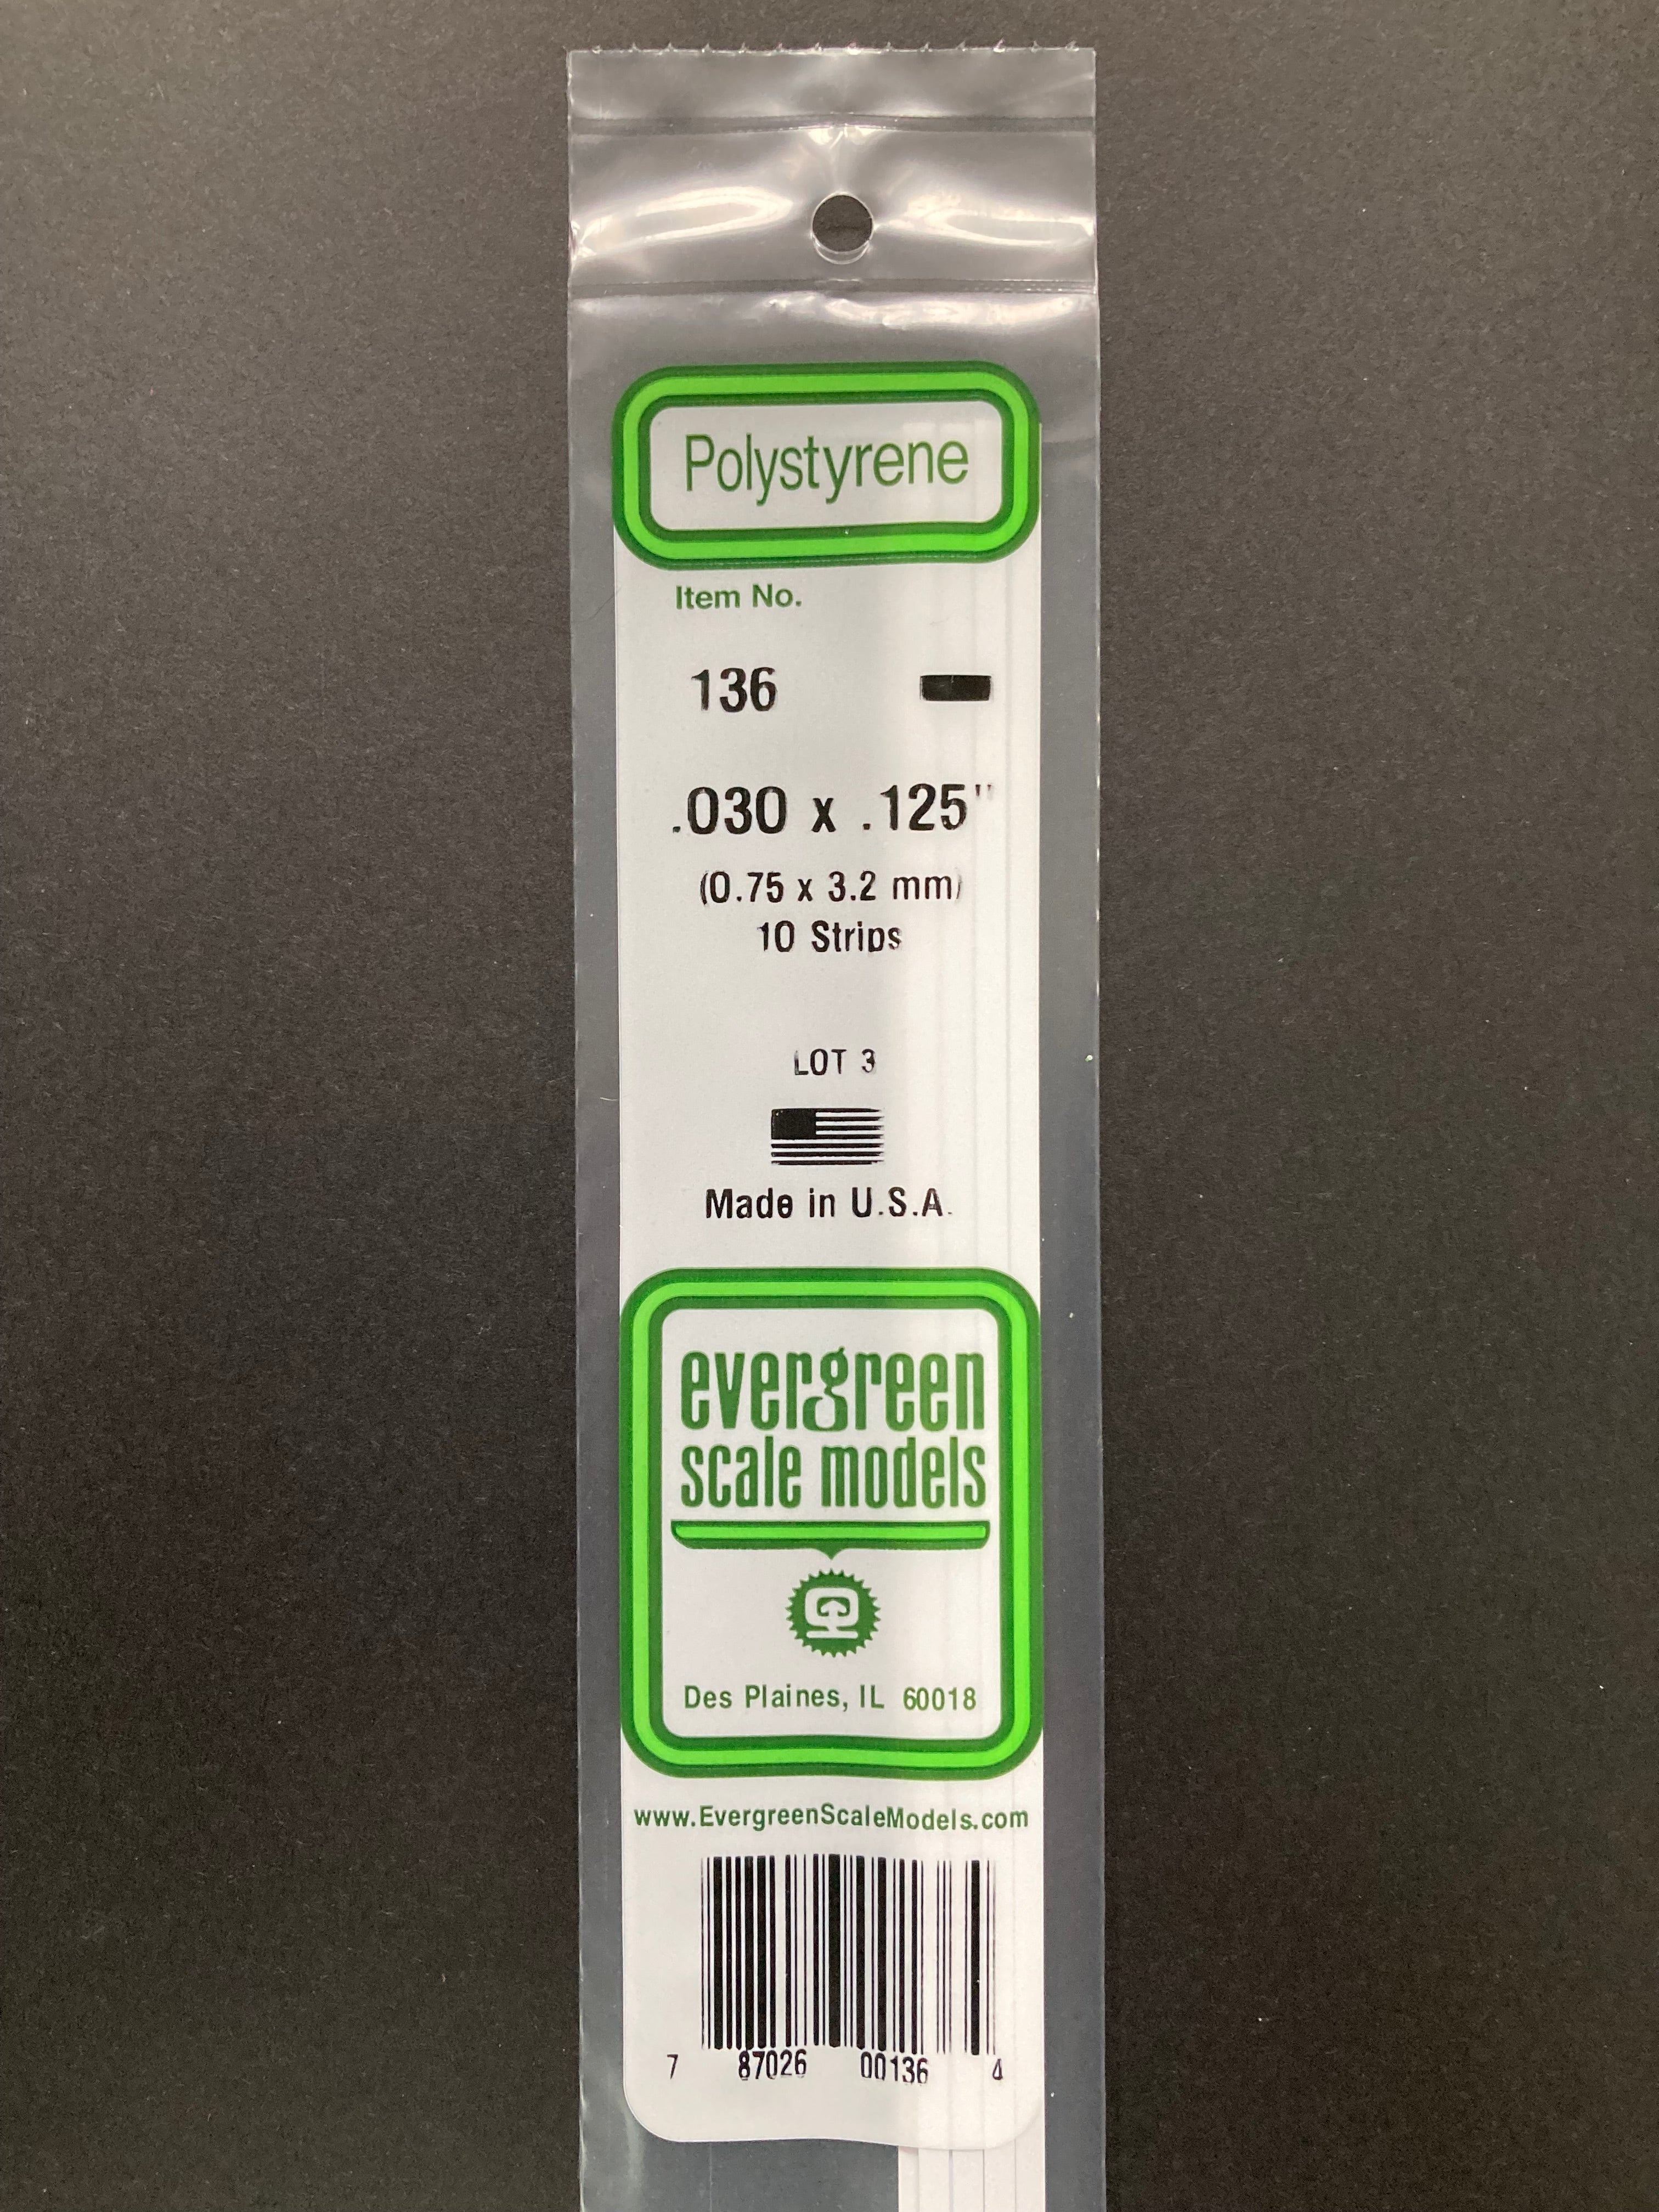 Polystyrene
Item No.
136
.030 x .125"
(0.75 x 3.2 mm)
10 Strips
LOT 3
Made in U.S.A.
evergreen
scale models
Des Plaines, IL 60018
www.EvergreenScaleModels.com
7 87026 00136 4